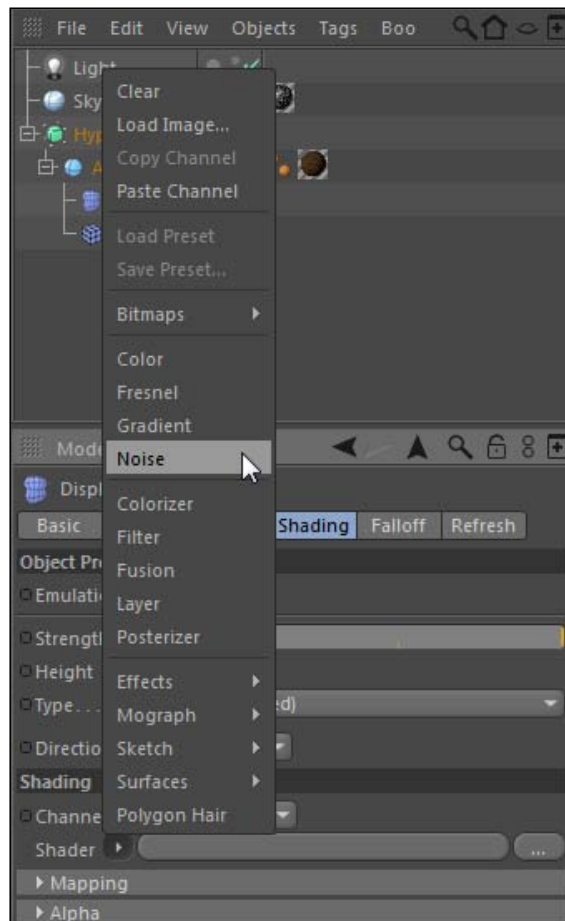 File Edit View Objects Tags Boo
Light
Sky
Hyp
A
Clear
Load Image...
Copy Channel
Paste Channel
Load Preset
Save Preset...
Bitmaps
Color
Fresnel
Gradient
Noise
Colorizer
Filter
Fusion
Layer
Posterizer
Effects
Mograph
Sketch
Surfaces
Polygon Hair
Mode
Displ
Basic Shading Falloff Refresh
Object Pr
Emulati
Strength
Height
Type... ed)
Directio
Shading
Channe
Shader ...
Mapping
Alpha